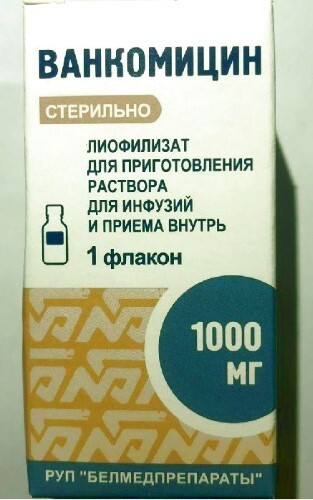 ВАНКОМИЦИН
СТЕРИЛЬНО
ЛИОФИЛИЗАТ
ДЛЯ ПРИГОТОВЛЕНИЯ
РАСТВОРА
ДЛЯ ИНФУЗИЙ
И ПРИЕМА ВНУТРЬ
1 флакон
1000
МГ
РУП "БЕЛМЕДПРЕПАРАТЫ"